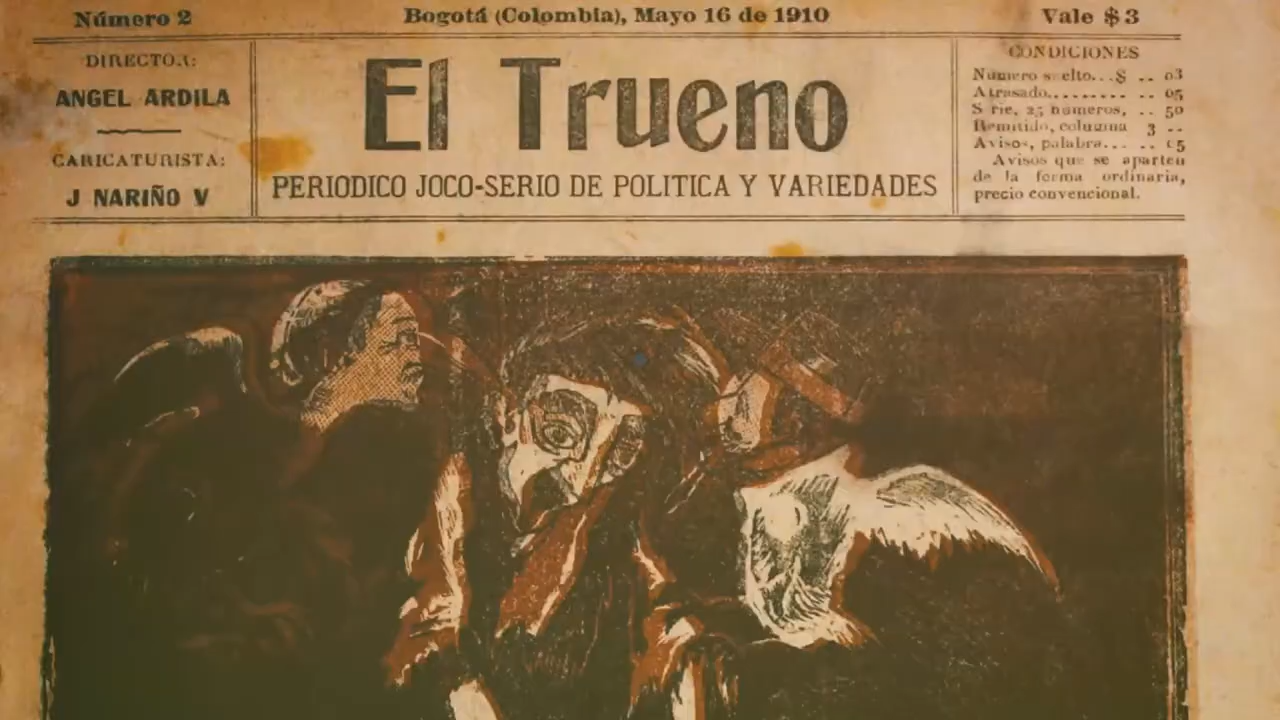 Número 2
Bogotá (Colombia), Mayo 16 de 1910
Vale $ 3
DIRECTOR:
ANGEL ARDILA
CARICATURISTA:
J NARIÑO V
El Trueno
PERIODICO JOCO-SERIO DE POLITICA Y VARIEDADES
CONDICIONES
Número suelto...$ .. 03
Atrasado........ .. 05
Serie, 25 números, .. 50
Remitido, columna 3 ..
Avisos, palabra... .. 05
Avisos que se aparten
de la forma ordinaria,
precio convencional.